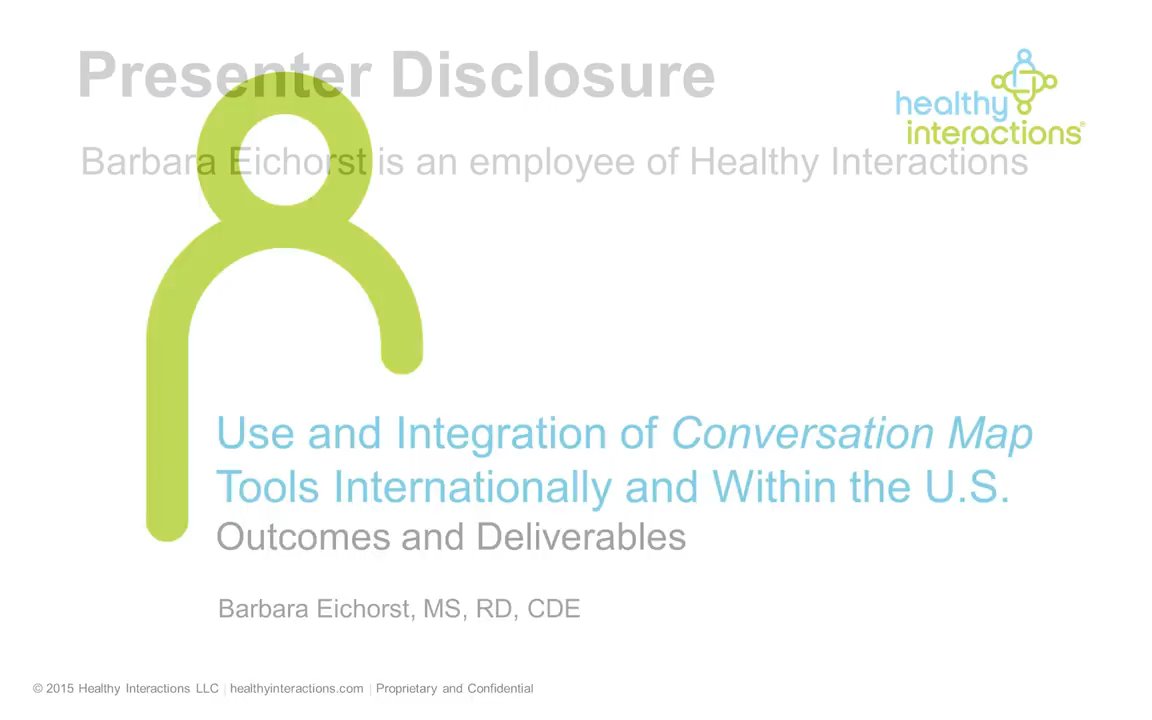 Presenter Disclosure
healthy
interactions®
Barbara Eichorst is an employee of Healthy Interactions
Use and Integration of Conversation Map
Tools Internationally and Within the U.S.
Outcomes and Deliverables
Barbara Eichorst, MS, RD, CDE
© 2015 Healthy Interactions LLC | healthyinteractions.com | Proprietary and Confidential